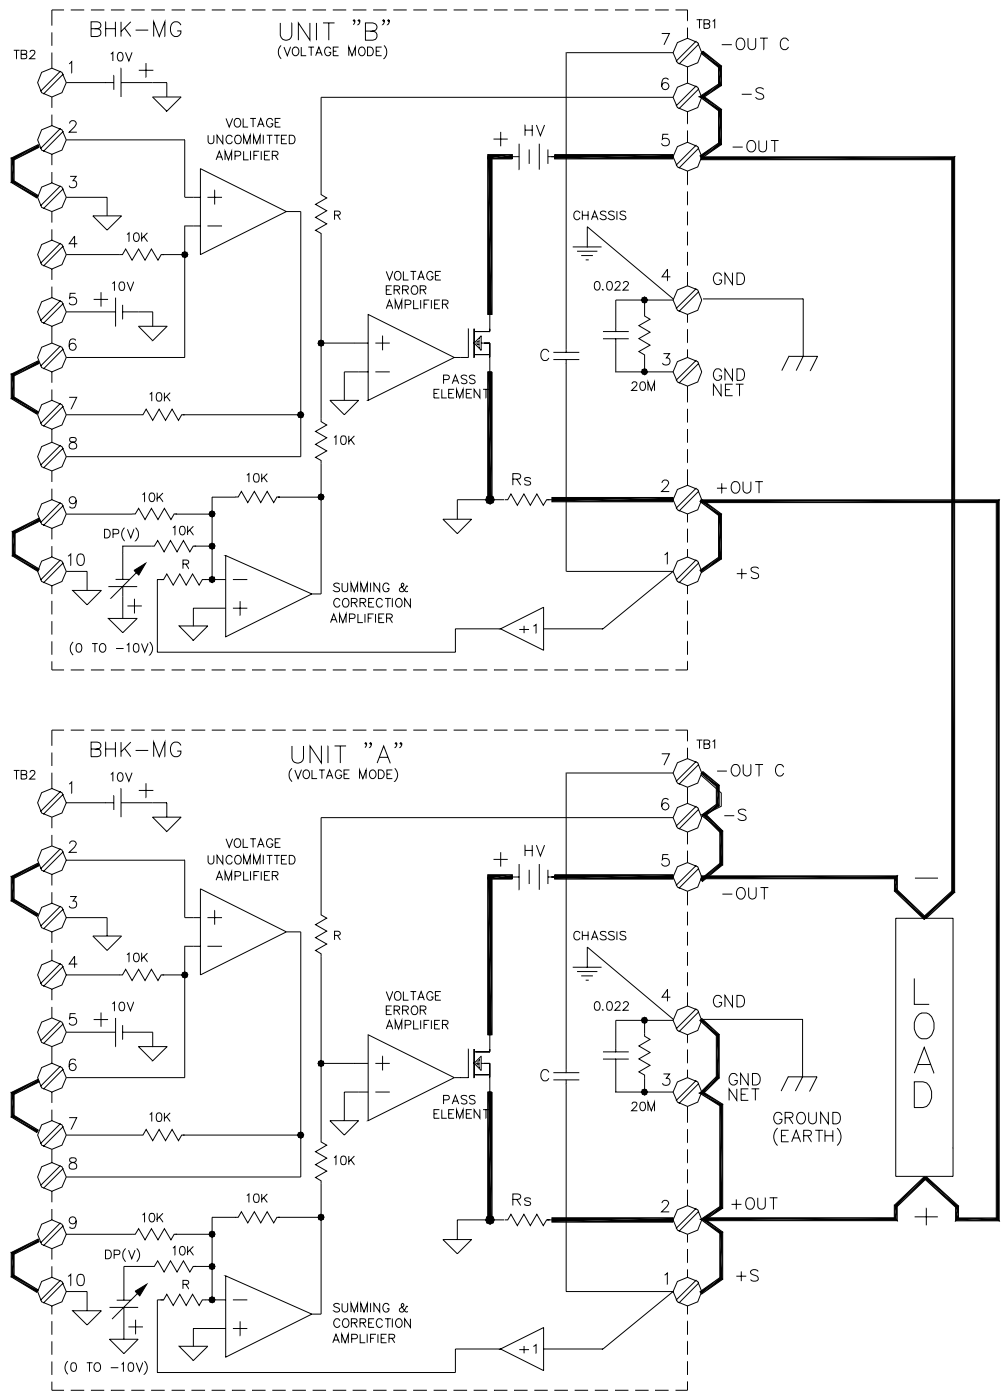 BHK-MG
UNIT "B"
(VOLTAGE MODE)
TB1
TB2
7
-OUT C
1
10V
+
6
-S
2
VOLTAGE
UNCOMMITTED
AMPLIFIER
+
HV
5
-OUT
3
+
−
R
CHASSIS
4
10K
4
GND
0.022
VOLTAGE
ERROR
AMPLIFIER
5
+
10V
6
+
−
C
3
GND
NET
20M
PASS
ELEMENT
7
10K
8
10K
10K
Rs
2
+OUT
9
10K
DP(V)
10K
10
R
−
+
1
+S
+
SUMMING &
CORRECTION
AMPLIFIER
+1
(0 TO -10V)
BHK-MG
UNIT "A"
(VOLTAGE MODE)
TB1
TB2
7
-OUT C
1
10V
+
6
-S
2
VOLTAGE
UNCOMMITTED
AMPLIFIER
+
HV
5
-OUT
−
3
+
−
R
CHASSIS
4
10K
4
GND
0.022
VOLTAGE
ERROR
AMPLIFIER
LOAD
5
+
10V
6
+
−
C
3
GND
NET
20M
PASS
ELEMENT
GROUND
(EARTH)
7
10K
8
10K
10K
Rs
2
+OUT
+
9
10K
DP(V)
10K
10
R
−
+
1
+S
+
SUMMING &
CORRECTION
AMPLIFIER
+1
(0 TO -10V)